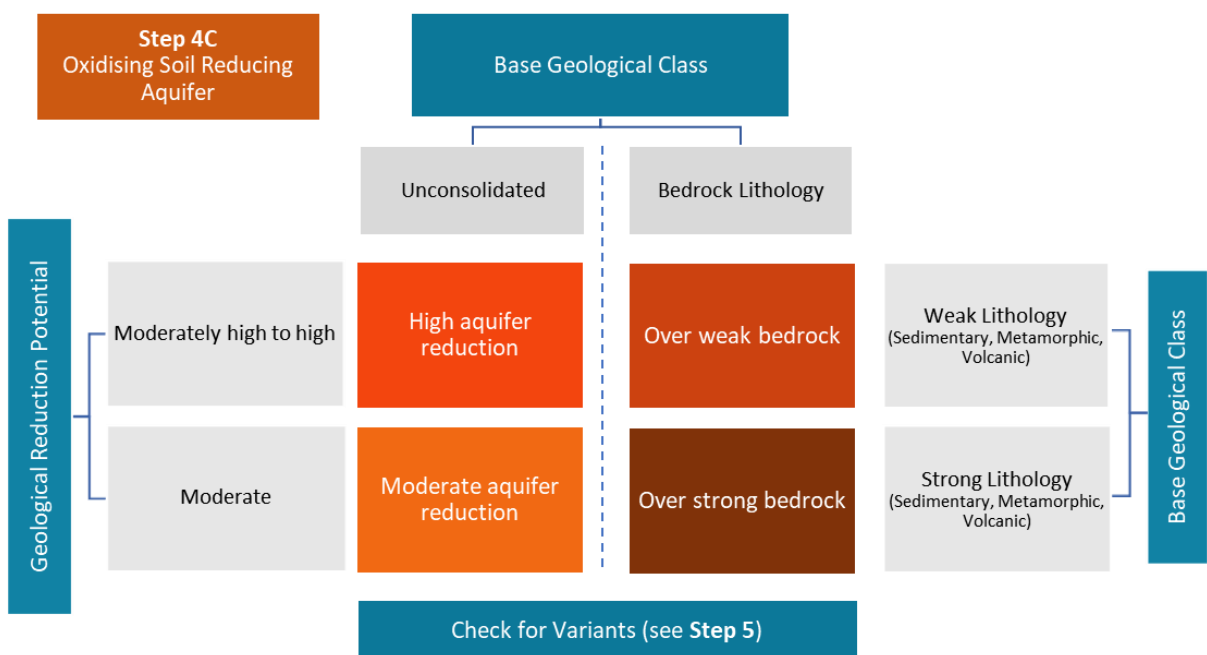 Step 4C
Oxidising Soil Reducing
Aquifer
Base Geological Class
Unconsolidated
Bedrock Lithology
Geological Reduction Potential
Moderately high to high
High aquifer
reduction
Over weak bedrock
Weak Lithology
(Sedimentary, Metamorphic,
Volcanic)
Base Geological Class
Moderate
Moderate aquifer
reduction
Over strong bedrock
Strong Lithology
(Sedimentary, Metamorphic,
Volcanic)
Check for Variants (see Step 5)